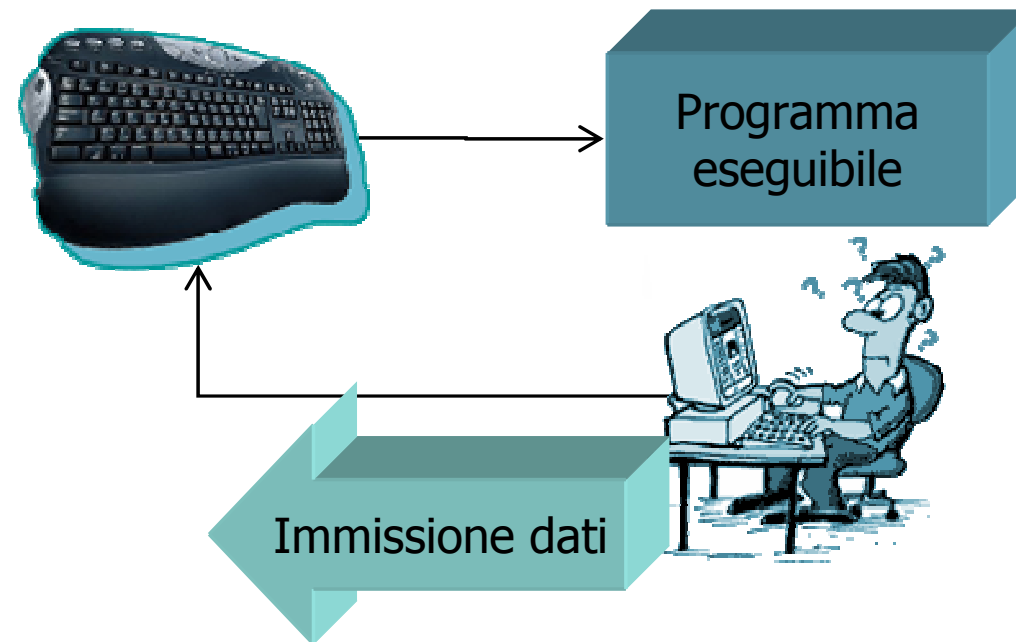 Programma
eseguibile
? ? ? ? ?
Immissione dati